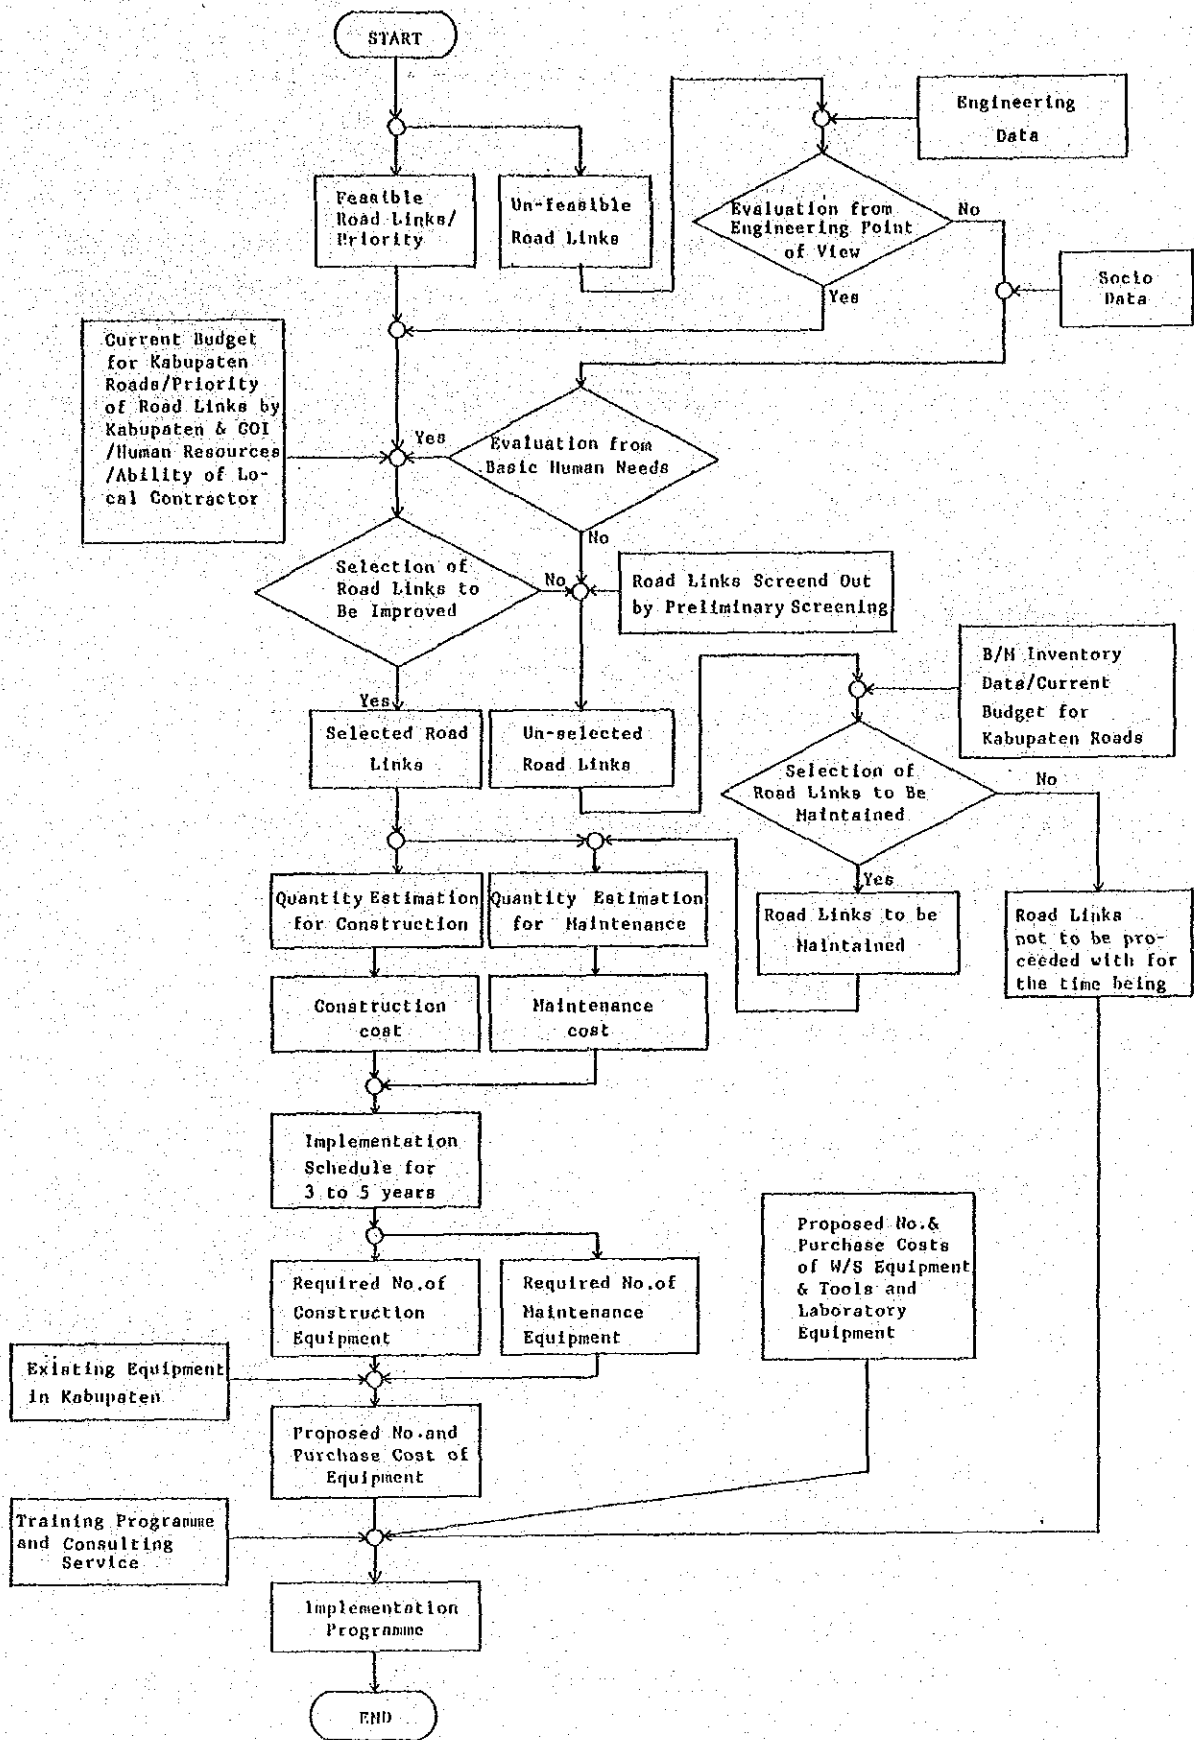 START
Engineering
Data
Feasible
Road Links/
Priority
Un-feasible
Road Links
Evaluation from
Engineering Point
of View
No
Yes
Socio
Data
Current Budget
for Kabupaten
Roads/Priority
of Road Links by
Kabupaten & GOI
/Human Resources
/Ability of Lo-
cal Contractor
Yes
Evaluation from
Basic Human Needs
No
Selection of
Road Links to
Be Improved
No
Road Links Screend Out
by Preliminary Screening
Yes
B/M Inventory
Data/Current
Budget for
Kabupaten Roads
Selected Road
Links
Un-selected
Road Links
Selection of
Road Links to Be
Maintained
No
Yes
Quantity Estimation
for Construction
Quantity Estimation
for Maintenance
Road Links to be
Maintained
Road Links
not to be pro-
ceeded with for
the time being
Construction
cost
Maintenance
cost
Implementation
Schedule for
3 to 5 years
Proposed No.&
Purchase Costs
of W/S Equipment
& Tools and
Laboratory
Equipment
Required No.of
Construction
Equipment
Required No.of
Maintenance
Equipment
Existing Equipment
in Kabupaten
Proposed No.and
Purchase Cost of
Equipment
Training Programme
and Consulting
Service
Implementation
Programme
END